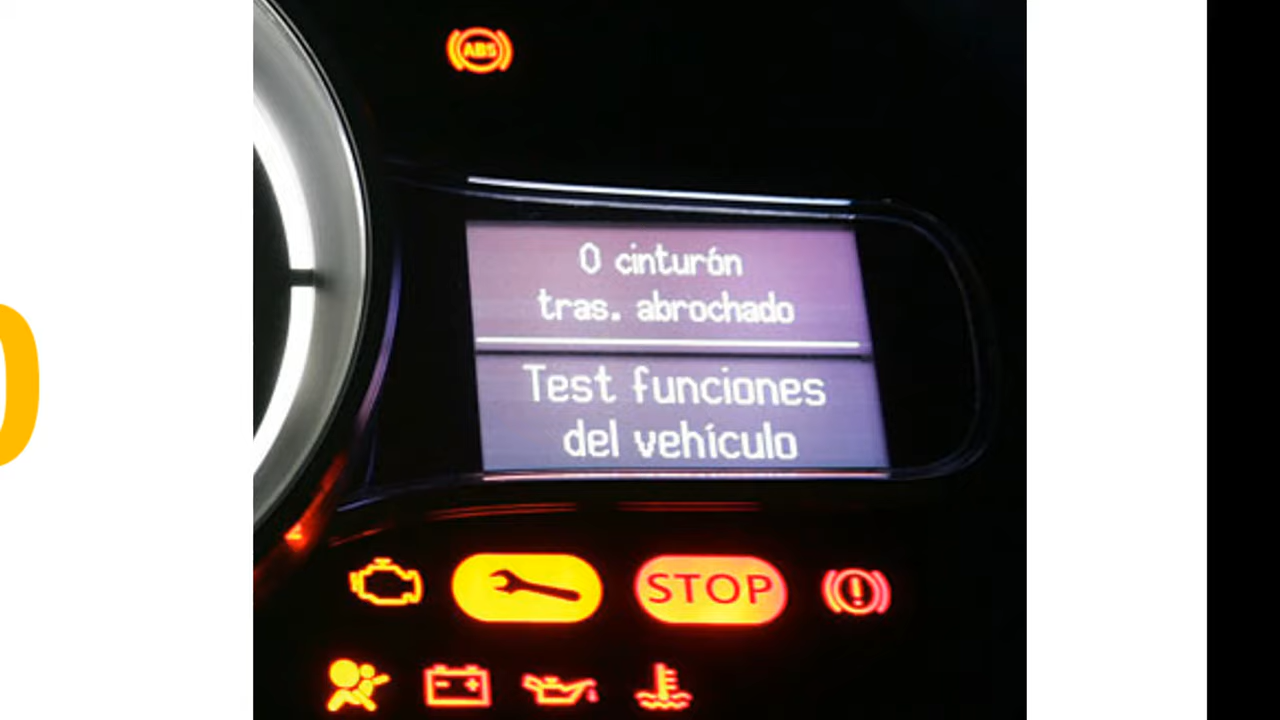 ABS
0 cinturón
tras. abrochado
Test funciones
del vehículo
STOP